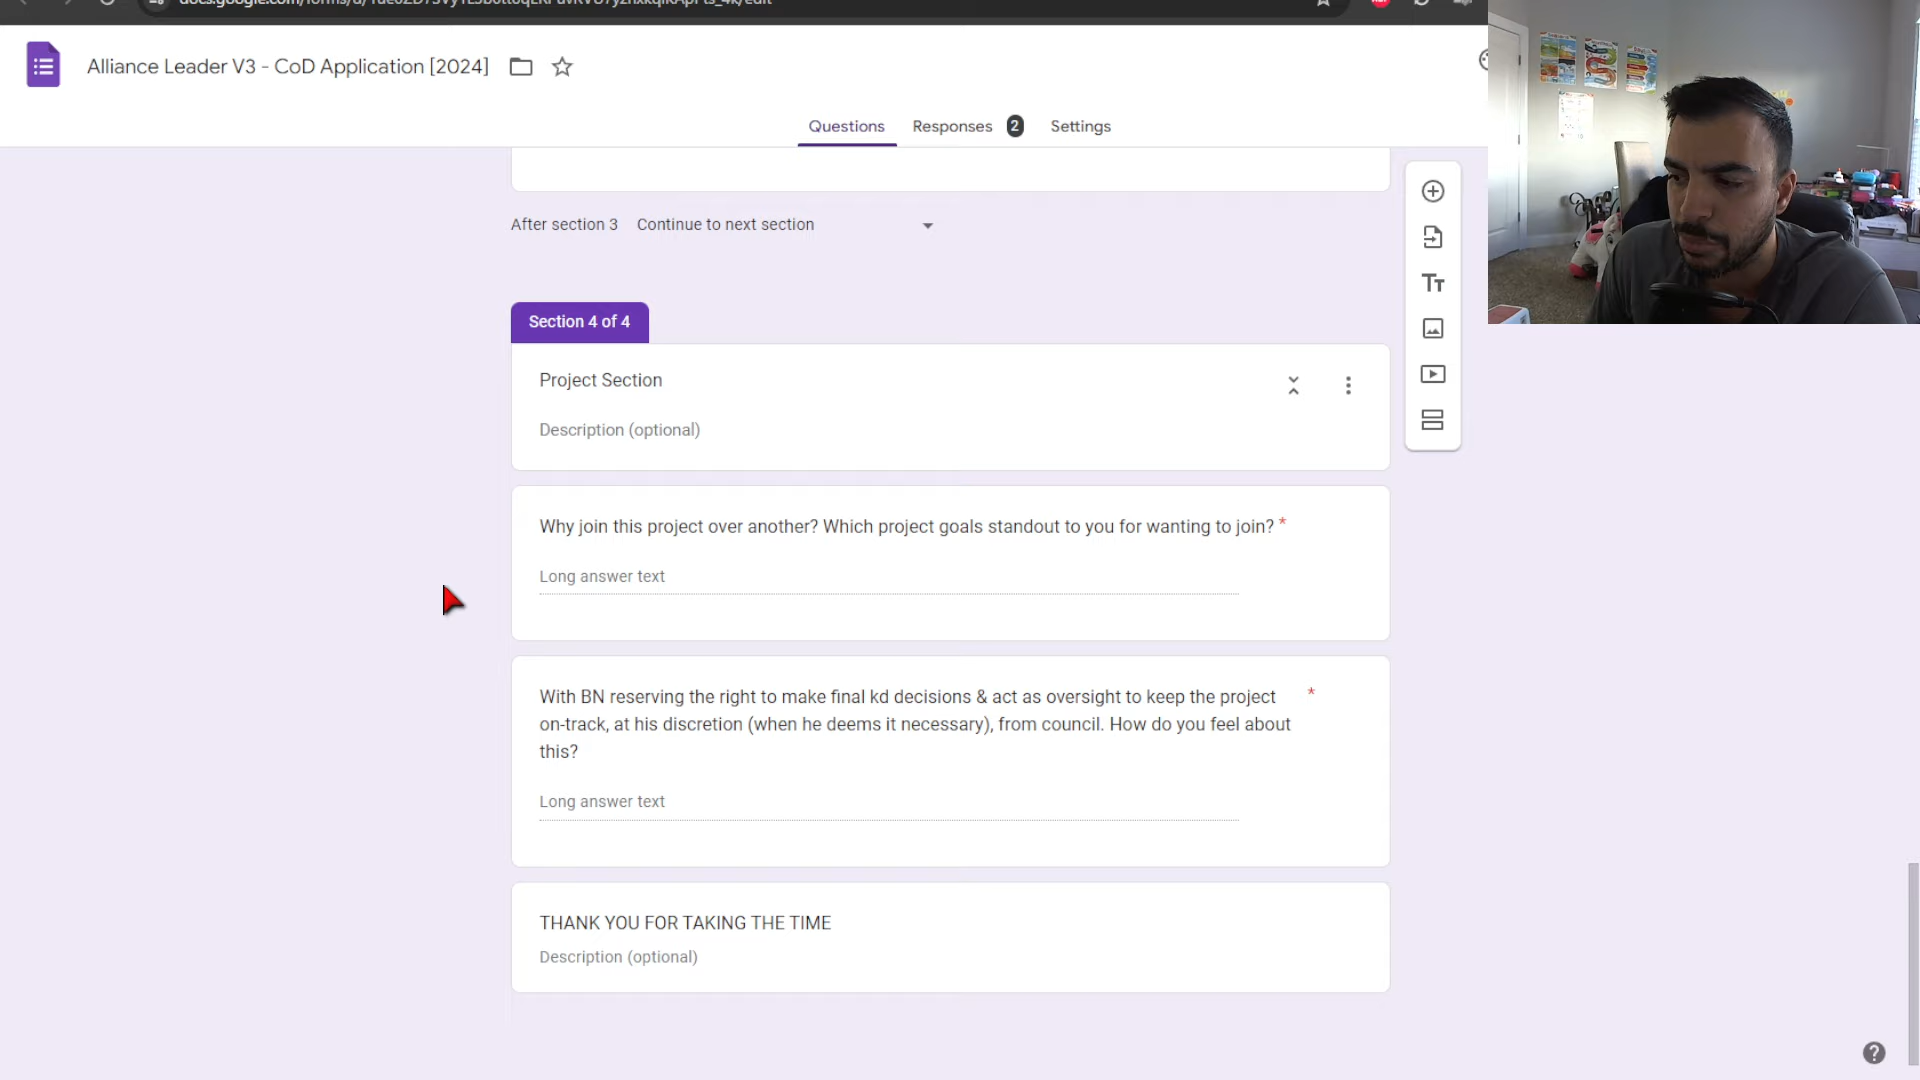 Alliance Leader V3 - CoD Application [2024]
Questions
Responses 2
Settings
After section 3 Continue to next section
Section 4 of 4
Tт
Project Section
Description (optional)
Why join this project over another? Which project goals standout to you for wanting to join? *
Long answer text
With BN reserving the right to make final kd decisions & act as oversight to keep the project *
on-track, at his discretion (when he deems it necessary), from council. How do you feel about
this?
Long answer text
THANK YOU FOR TAKING THE TIME
Description (optional)